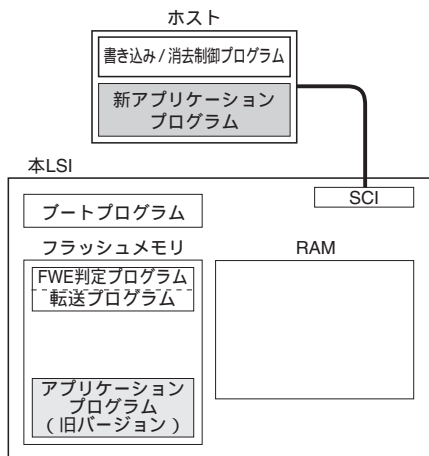 ホスト
書き込み/消去制御プログラム
新アプリケーション
プログラム
本LSI
SCI
ブートプログラム
フラッシュメモリ
RAM
FWE判定プログラム
転送プログラム
アプリケーション
プログラム
(旧バージョン)